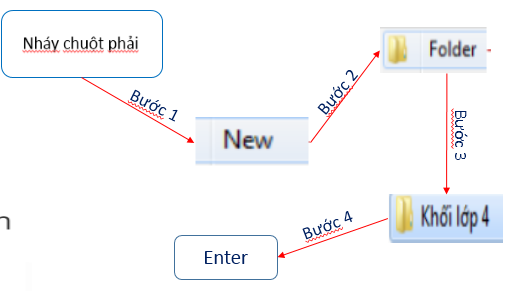 Nháy chuột phải
Bước 1
New
Bước 2
Folder
Bước 3
Khối lớp 4
Bước 4
Enter
n